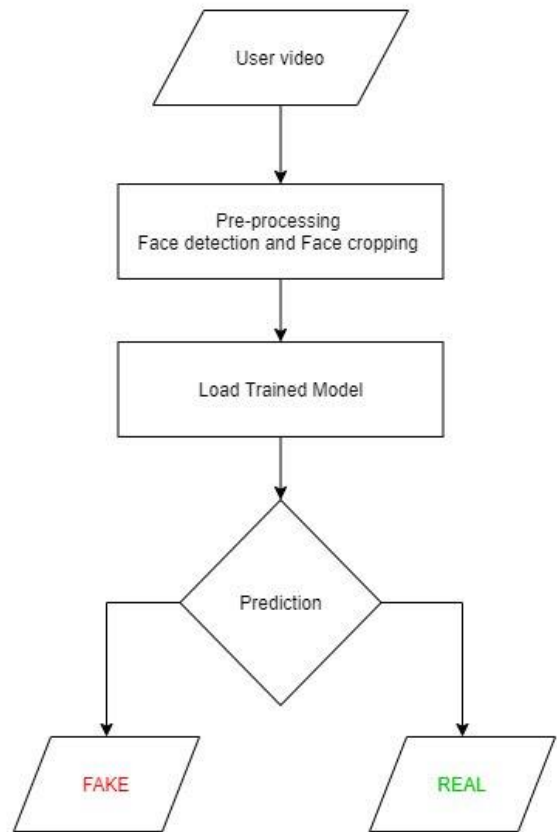 User video
Pre-processing
Face detection and Face cropping
Load Trained Model
Prediction
FAKE
REAL